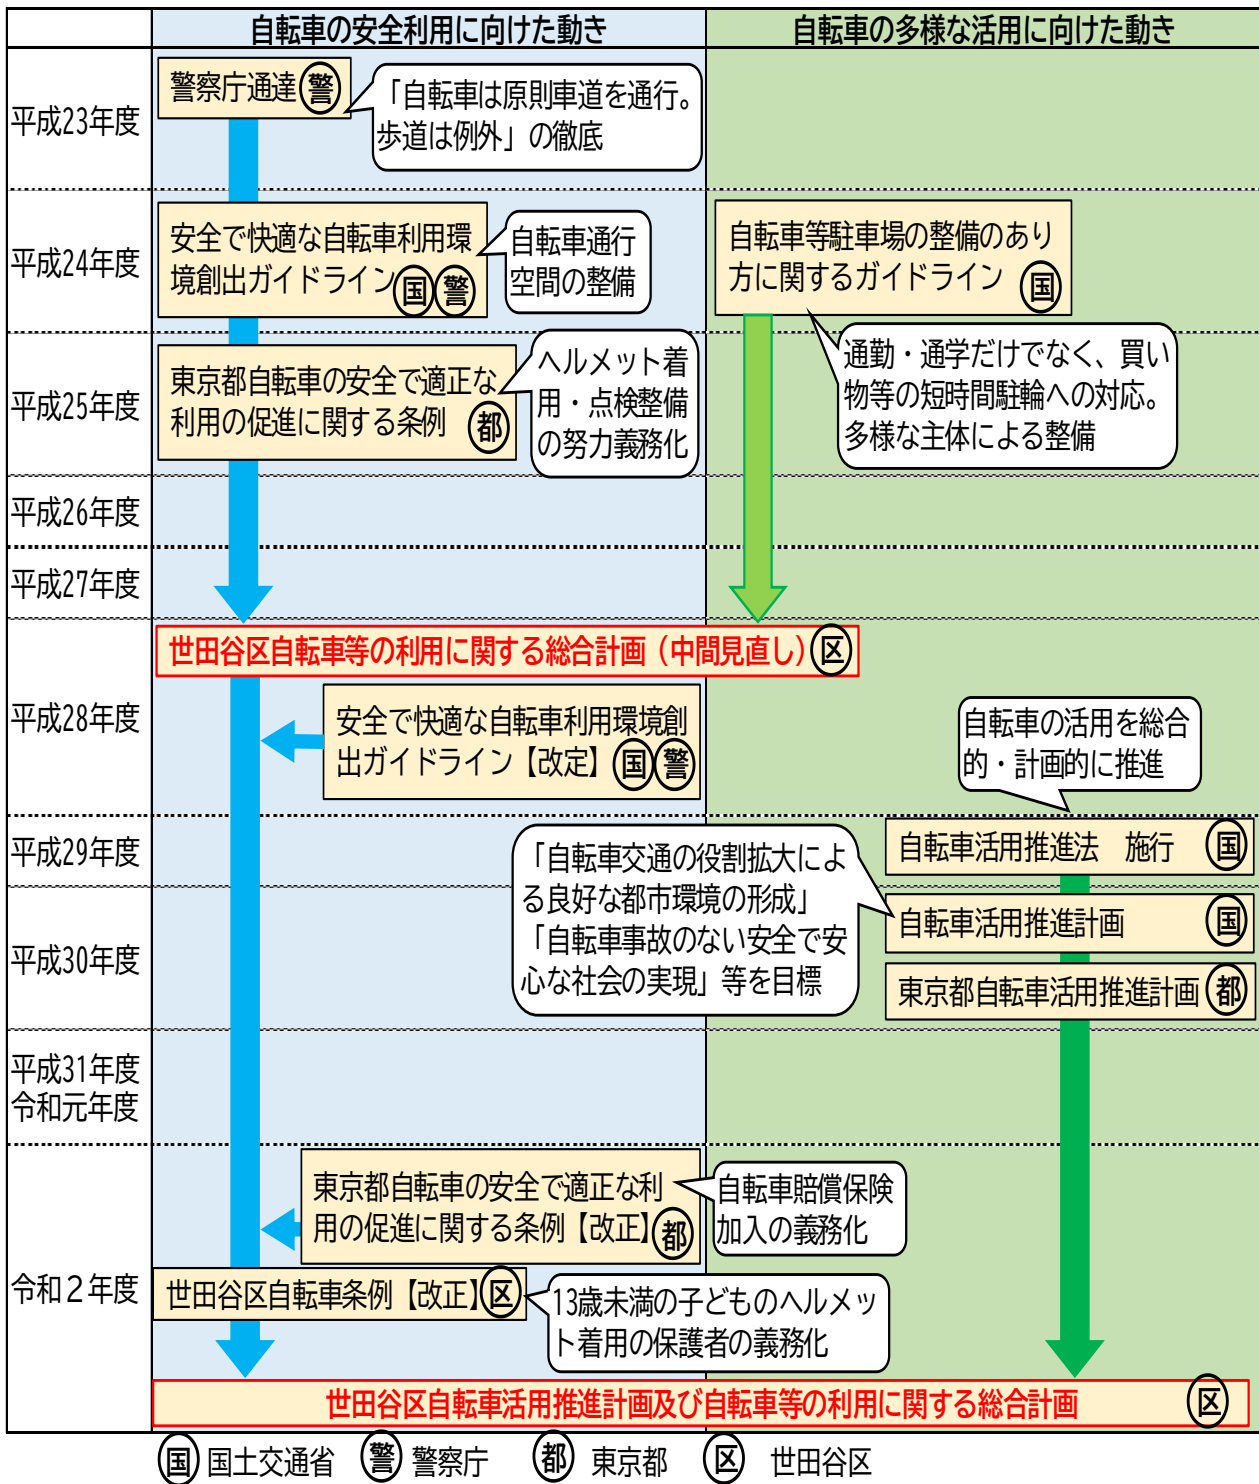 自転車の安全利用に向けた動き
自転車の多様な活用に向けた動き
平成23年度
警察庁通達 警
「自転車は原則車道を通行。
歩道は例外」の徹底
平成24年度
安全で快適な自転車利用環
境創出ガイドライン 国 警
自転車通行
空間の整備
自転車等駐車場の整備のあり
方に関するガイドライン 国
平成25年度
東京都自転車の安全で適正な
利用の促進に関する条例 都
ヘルメット着
用・点検整備
の努力義務化
通勤・通学だけでなく、買い
物等の短時間駐輪への対応。
多様な主体による整備
平成26年度
平成27年度
世田谷区自転車等の利用に関する総合計画（中間見直し） 区
平成28年度
安全で快適な自転車利用環境創
出ガイドライン【改定】 国 警
自転車の活用を総合
的・計画的に推進
平成29年度
自転車活用推進法　施行 国
「自転車交通の役割拡大によ
る良好な都市環境の形成」
「自転車事故のない安全で安
心な社会の実現」等を目標
平成30年度
自転車活用推進計画 国
東京都自転車活用推進計画 都
平成31年度
令和元年度
東京都自転車の安全で適正な利
用の促進に関する条例【改正】 都
自転車賠償保険
加入の義務化
令和２年度
世田谷区自転車条例【改正】 区
13歳未満の子どものヘルメッ
ト着用の保護者の義務化
世田谷区自転車活用推進計画及び自転車等の利用に関する総合計画 区
国 国土交通省 警 警察庁 都 東京都 区 世田谷区